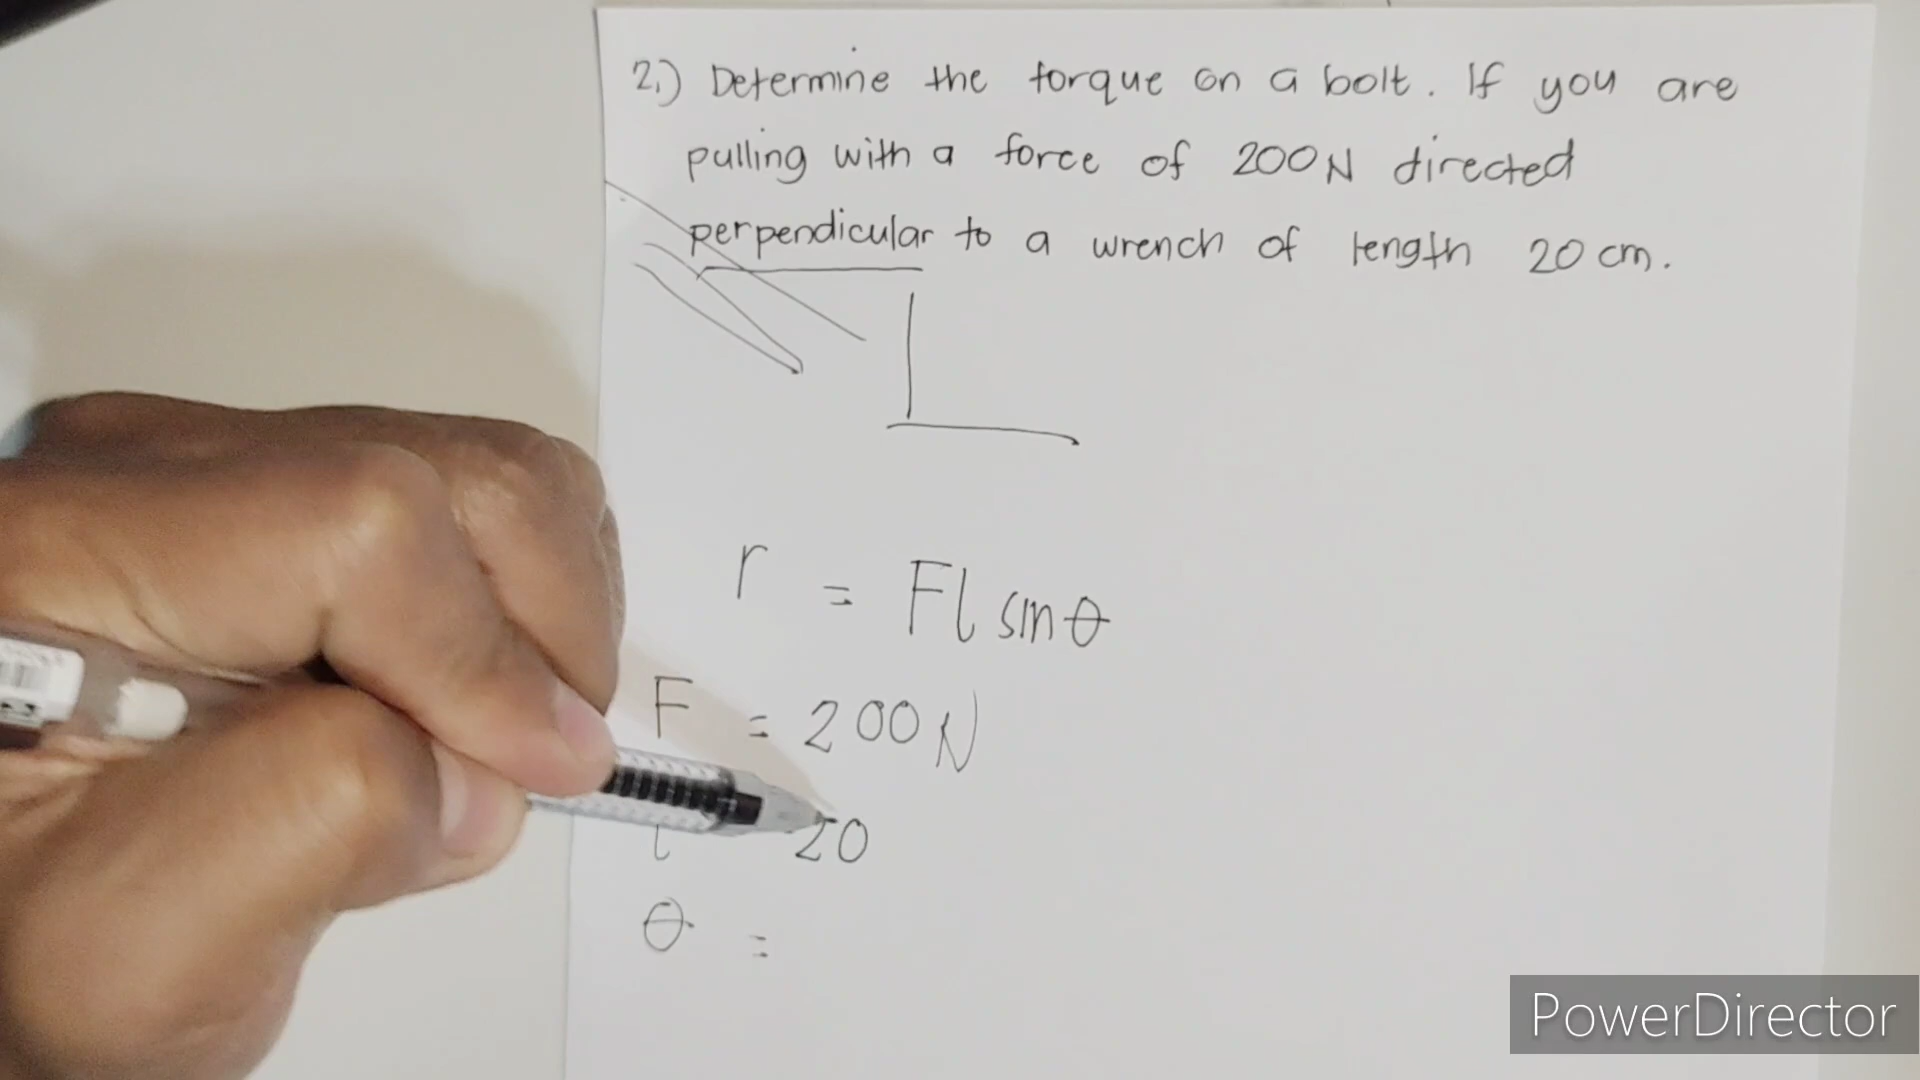 2.) Determine the torque on a bolt. If you are
pulling with a force of 200N directed
perpendicular to a wrench of length 20 cm.
r = Fl sinθ
F = 200N
l 20
θ =
PowerDirector